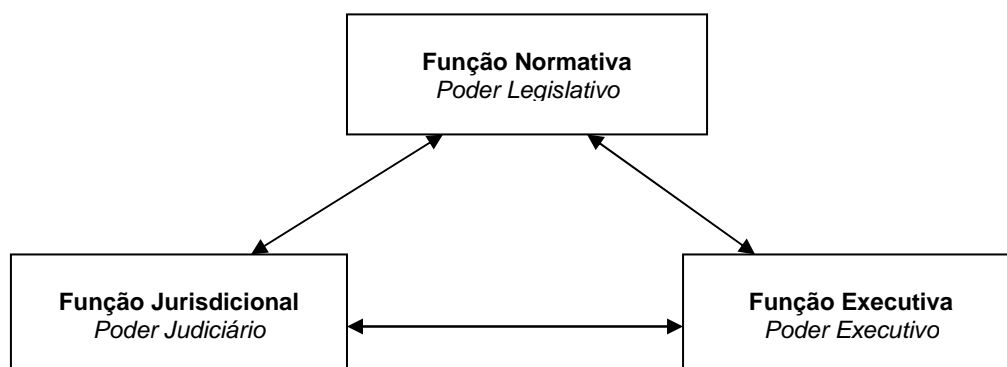 Função Normativa
Poder Legislativo
Função Jurisdicional
Poder Judiciário
Função Executiva
Poder Executivo